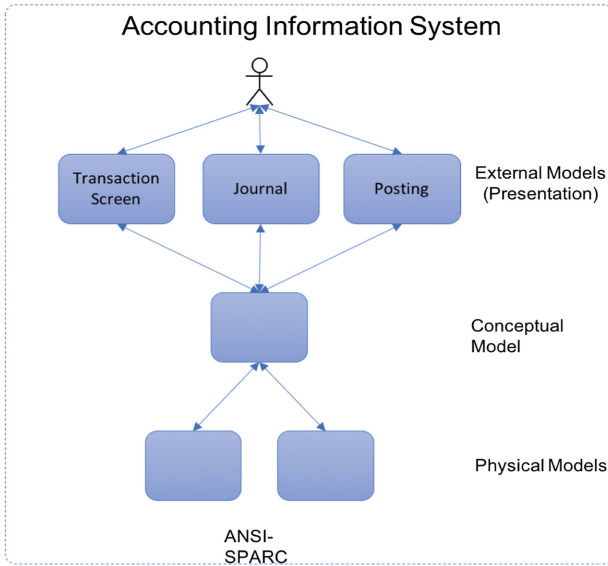 Accounting Information System
Transaction
Screen
Journal
Posting
External Models
(Presentation)
Conceptual
Model
Physical Models
ANSI-
SPARC